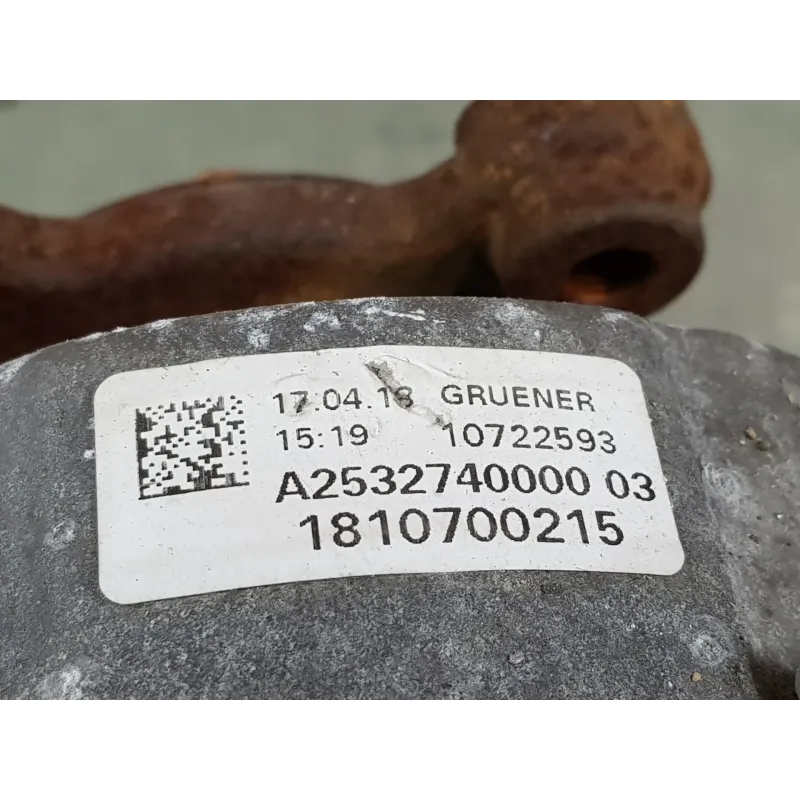 17.04.18 GRUENER
15:19 10722593
A2532740000 03
1810700215